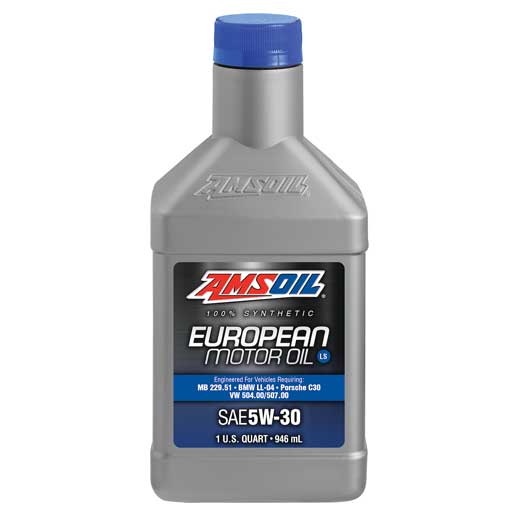 AMSOIL
AMSOIL
100% SYNTHETIC
EUROPEAN
MOTOR OIL LS
Engineered For Vehicles Requiring:
MB 229.51 • BMW LL-04 • Porsche C30
VW 504.00/507.00
SAE5W-30
1 U.S. QUART • 946 mL